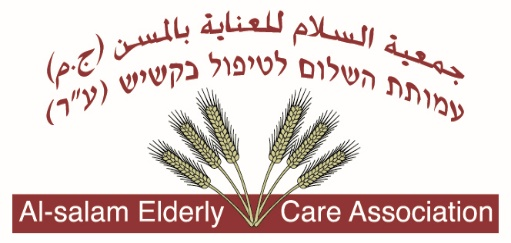 جمعية السلام للعناية بالمسن (ج.م)
עמותת השלום לטיפול בקשיש (ע"ר)
Al-salam Elderly Care Association